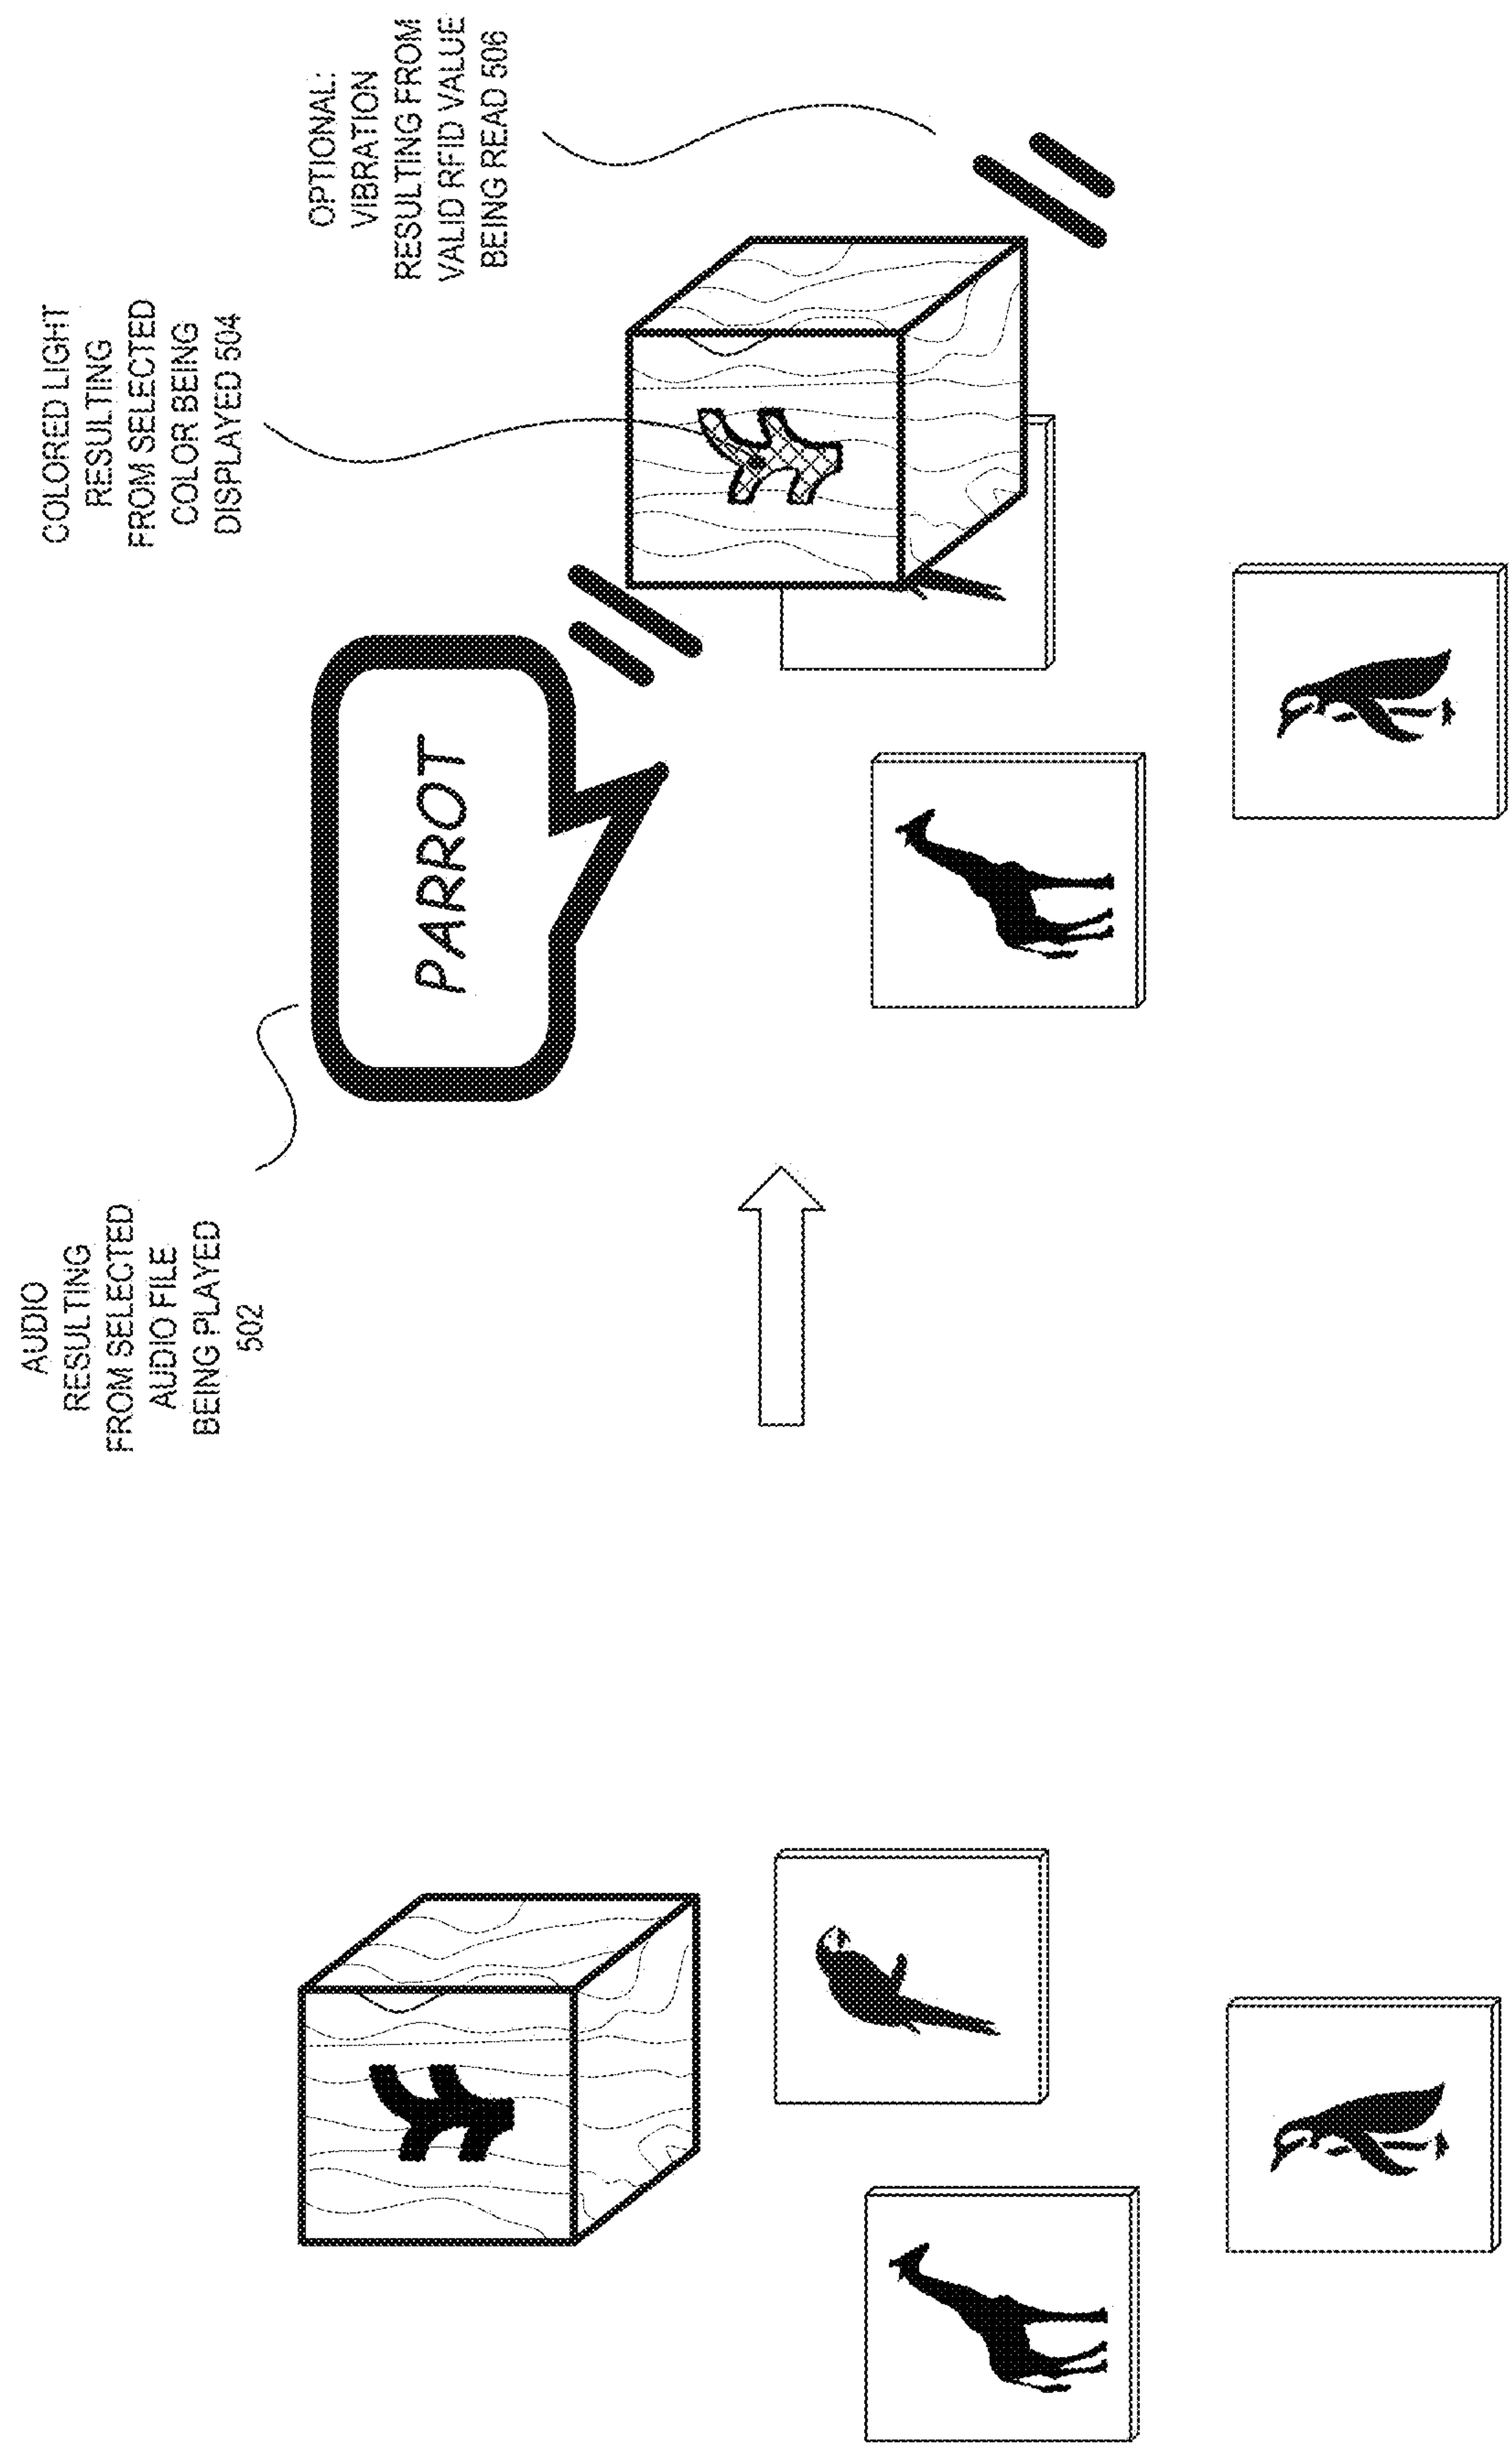 AUDIO
RESULTING
FROM SELECTED
AUDIO FILE
BEING PLAYED
502
COLORED LIGHT
RESULTING
FROM SELECTED
COLOR BEING
DISPLAYED 504
OPTIONAL:
VIBRATION
RESULTING FROM
VALID RFID VALUE
BEING READ 506
PARROT